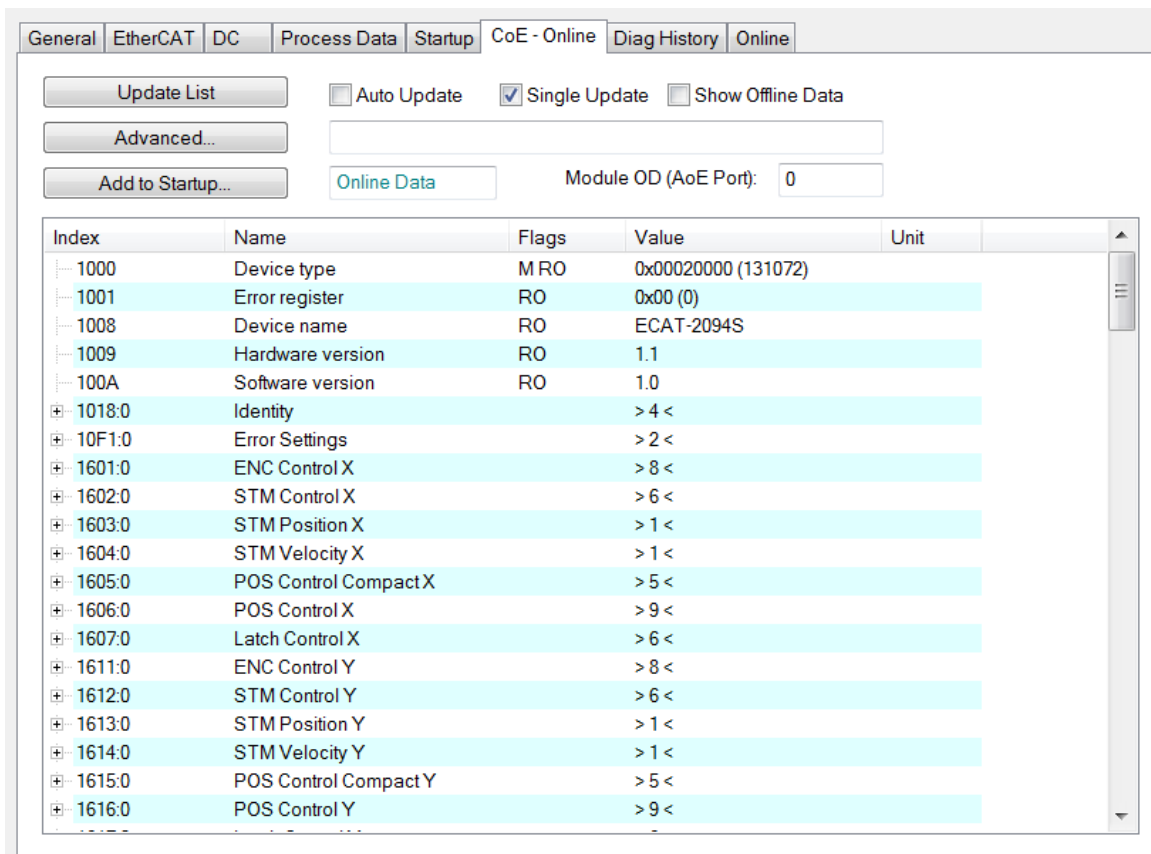 General EtherCAT DC Process Data Startup CoE - Online Diag History Online
Update List Auto Update Single Update Show Offline Data
Advanced...
Add to Startup... Online Data Module OD (AoE Port): 0
Index Name Flags Value Unit
1000 Device type M RO 0x00020000 (131072)
1001 Error register RO 0x00 (0)
1008 Device name RO ECAT-2094S
1009 Hardware version RO 1.1
100A Software version RO 1.0
1018:0 Identity > 4 <
10F1:0 Error Settings > 2 <
1601:0 ENC Control X > 8 <
1602:0 STM Control X > 6 <
1603:0 STM Position X > 1 <
1604:0 STM Velocity X > 1 <
1605:0 POS Control Compact X > 5 <
1606:0 POS Control X > 9 <
1607:0 Latch Control X > 6 <
1611:0 ENC Control Y > 8 <
1612:0 STM Control Y > 6 <
1613:0 STM Position Y > 1 <
1614:0 STM Velocity Y > 1 <
1615:0 POS Control Compact Y > 5 <
1616:0 POS Control Y > 9 <